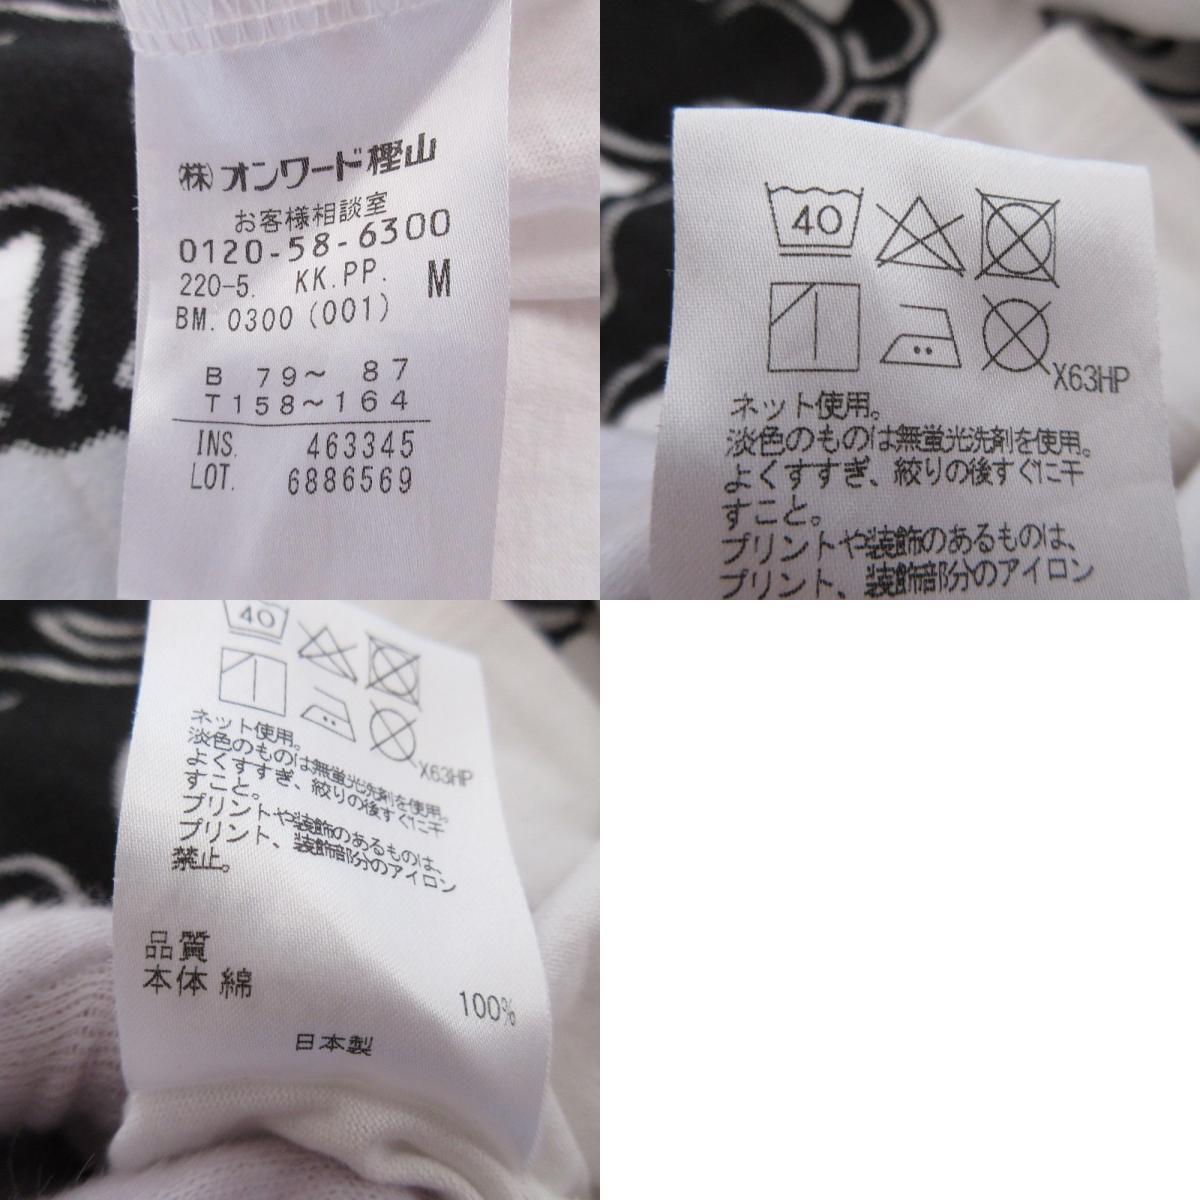 ㈱オンワード樫山
お客様相談室
0120-58-6300
220-5. KK.PP. M
BM.0300(001)
B 79～ 87
T158～164
INS. 463345
LOT. 6886569
40
X63HP
ネット使用。
淡色のものは無蛍光洗剤を使用。
よくすすぎ、絞りの後すぐに干
すこと。
プリントや装飾のあるものは、
プリント、装飾部分のアイロン
40
X63HP
ネット使用。
淡色のものは無蛍光洗剤を使用。
よくすすぎ、絞りの後すぐに干
すこと。
プリントや装飾のあるものは、
プリント、装飾部分のアイロン
禁止。
品質
本体 綿 100%
日本製